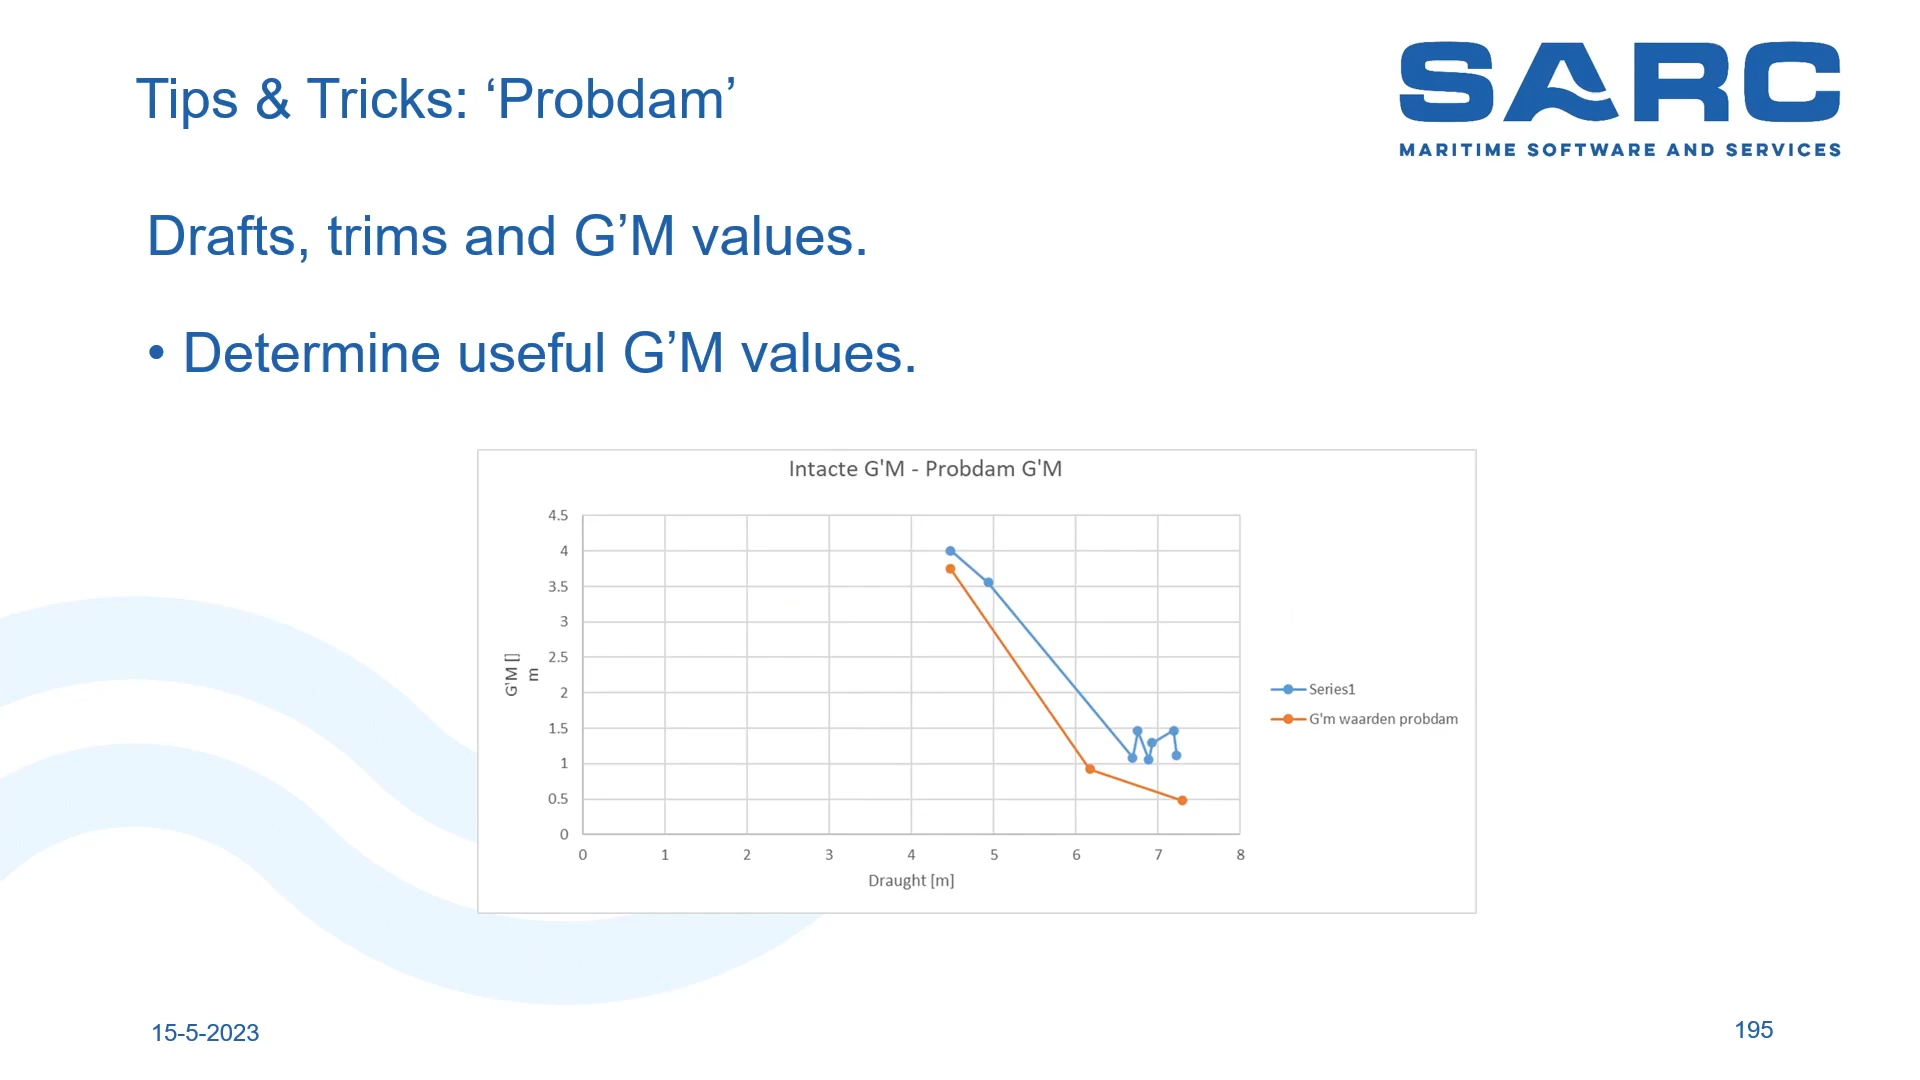 Tips & Tricks: ‘Probdam’
SARC
MARITIME SOFTWARE AND SERVICES
Drafts, trims and G’M values.
• Determine useful G’M values.
Intacte G'M - Probdam G'M
4.5
4
3.5
3
2.5
2
1.5
1
0.5
0
G'M []
m
0 1 2 3 4 5 6 7 8
Draught [m]
Series1
G'm waarden probdam
15-5-2023
195